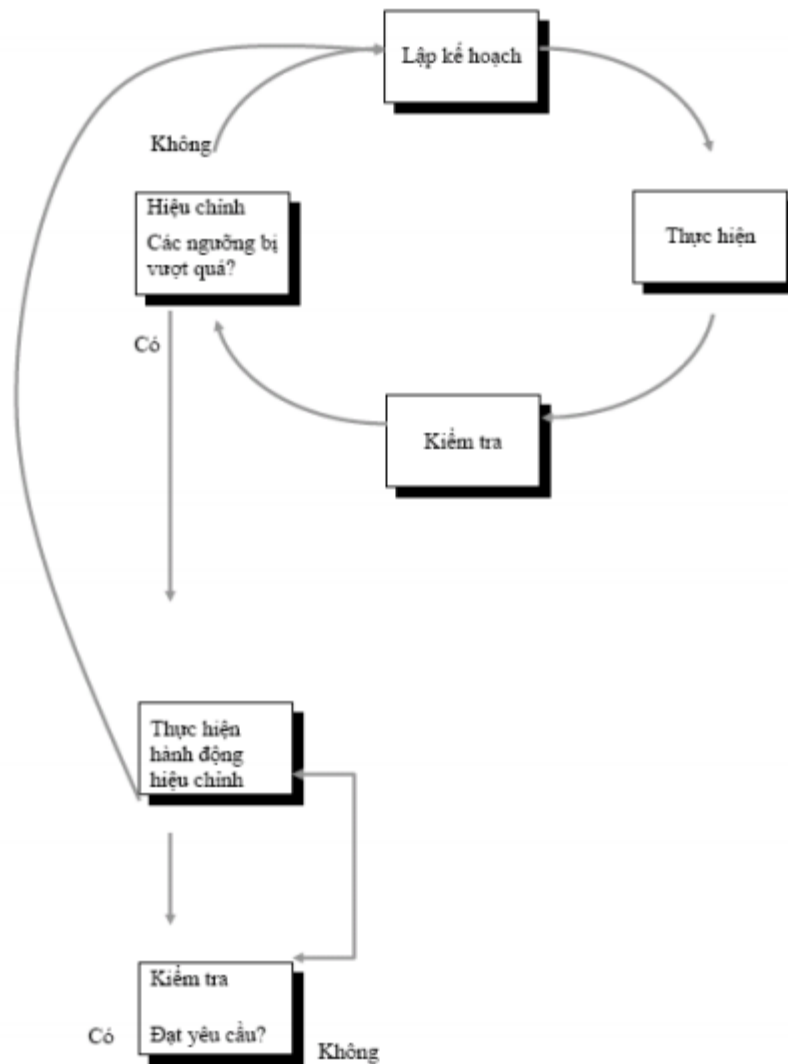 Lập kế hoạch
Không
Hiệu chỉnh
Các ngưỡng bị
vượt quá?
Thực hiện
Có
Kiểm tra
Thực hiện
hành động
hiệu chỉnh
Kiểm tra
Có
Đạt yêu cầu?
Không